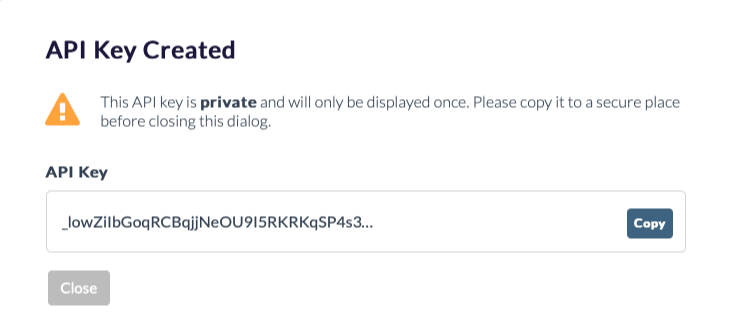 API Key Created
This API key is private and will only be displayed once. Please copy it to a secure place
before closing this dialog.
API Key
_lowZilbGoqRCBqjjNeOU9I5RKRKqSP4s3...
Copy
Close